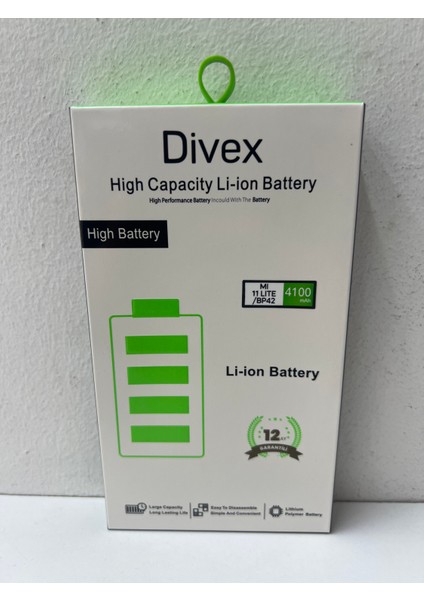 Divex
High Capacity Li-ion Battery
High Performance Battery Incsuld With The Battery
High Battery
MI
11 LITE
/BP42
4100
mAh
Li-ion Battery
12
GARANTİLİ
Large Capacity
Long Lasting Life
Easy To Disassemble
Simple And Convenient
Lithium
Polymer Battery